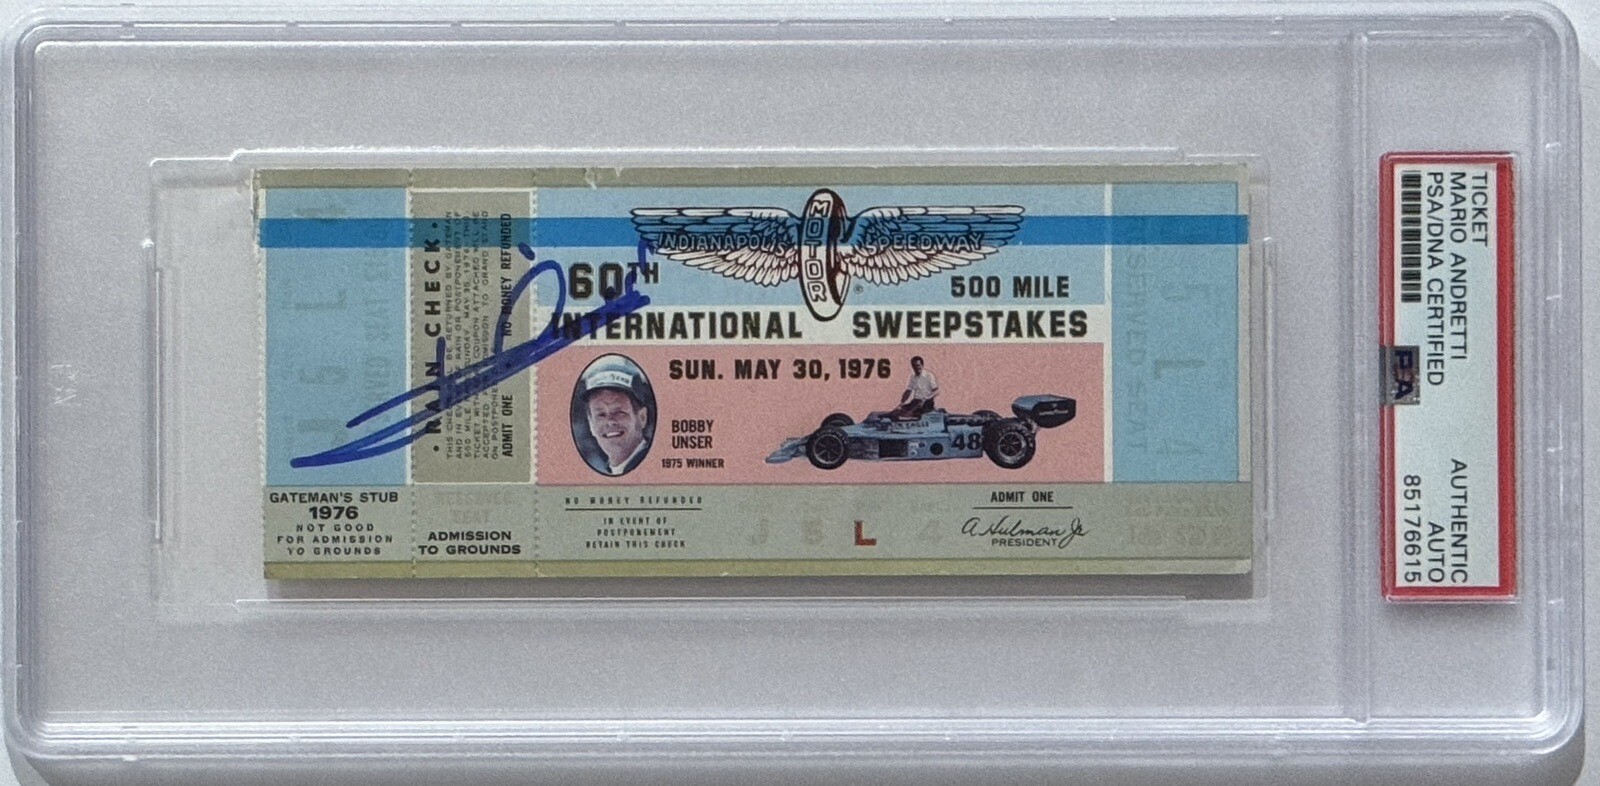 GATEMAN'S STUB
1976
NOT GOOD
FOR ADMISSION
TO GROUNDS
• RAIN CHECK •
ADMIT ONE NO MONEY REFUNDED
ADMISSION
TO GROUNDS
INDIANAPOLIS MOTOR SPEEDWAY
60TH
500 MILE
INTERNATIONAL SWEEPSTAKES
SUN. MAY 30, 1976
BOBBY
UNSER
1975 WINNER
48
NO MONEY REFUNDED
IN EVENT OF
POSTPONEMENT
RETAIN THIS CHECK
L
ADMIT ONE
A Hulman Jr
PRESIDENT
TICKET
MARIO ANDRETTI
PSA/DNA CERTIFIED
AUTHENTIC
AUTO
85176615
PSA